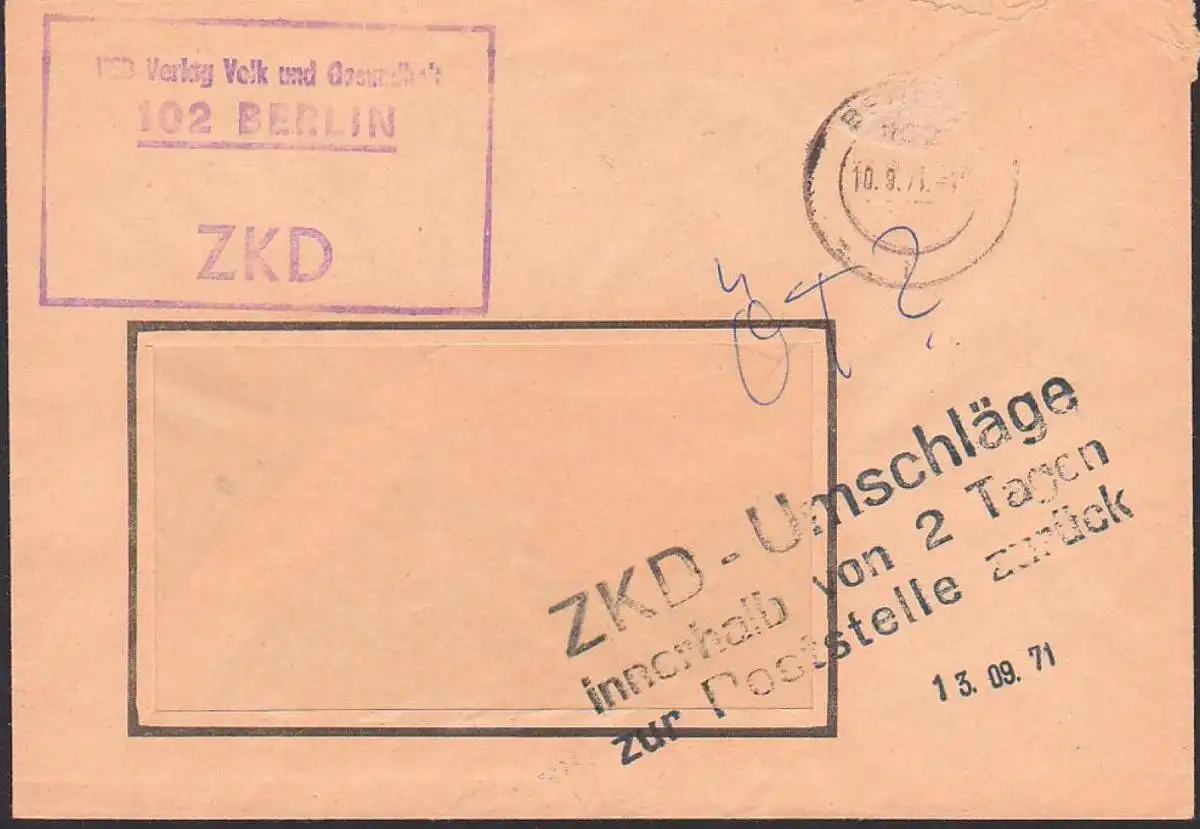 VEB Verlag Volk und Gesundheit
102 BERLIN
ZKD
10.9.71
ZKD - Umschläge
innerhalb von 2 Tagen
zur Poststelle zurück
13.09.71